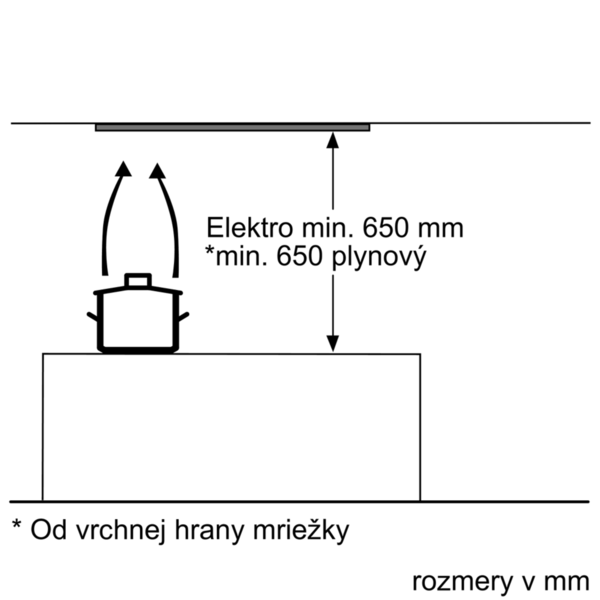 Elektro min. 650 mm
*min. 650 plynový
* Od vrchnej hrany mriežky
rozmery v mm